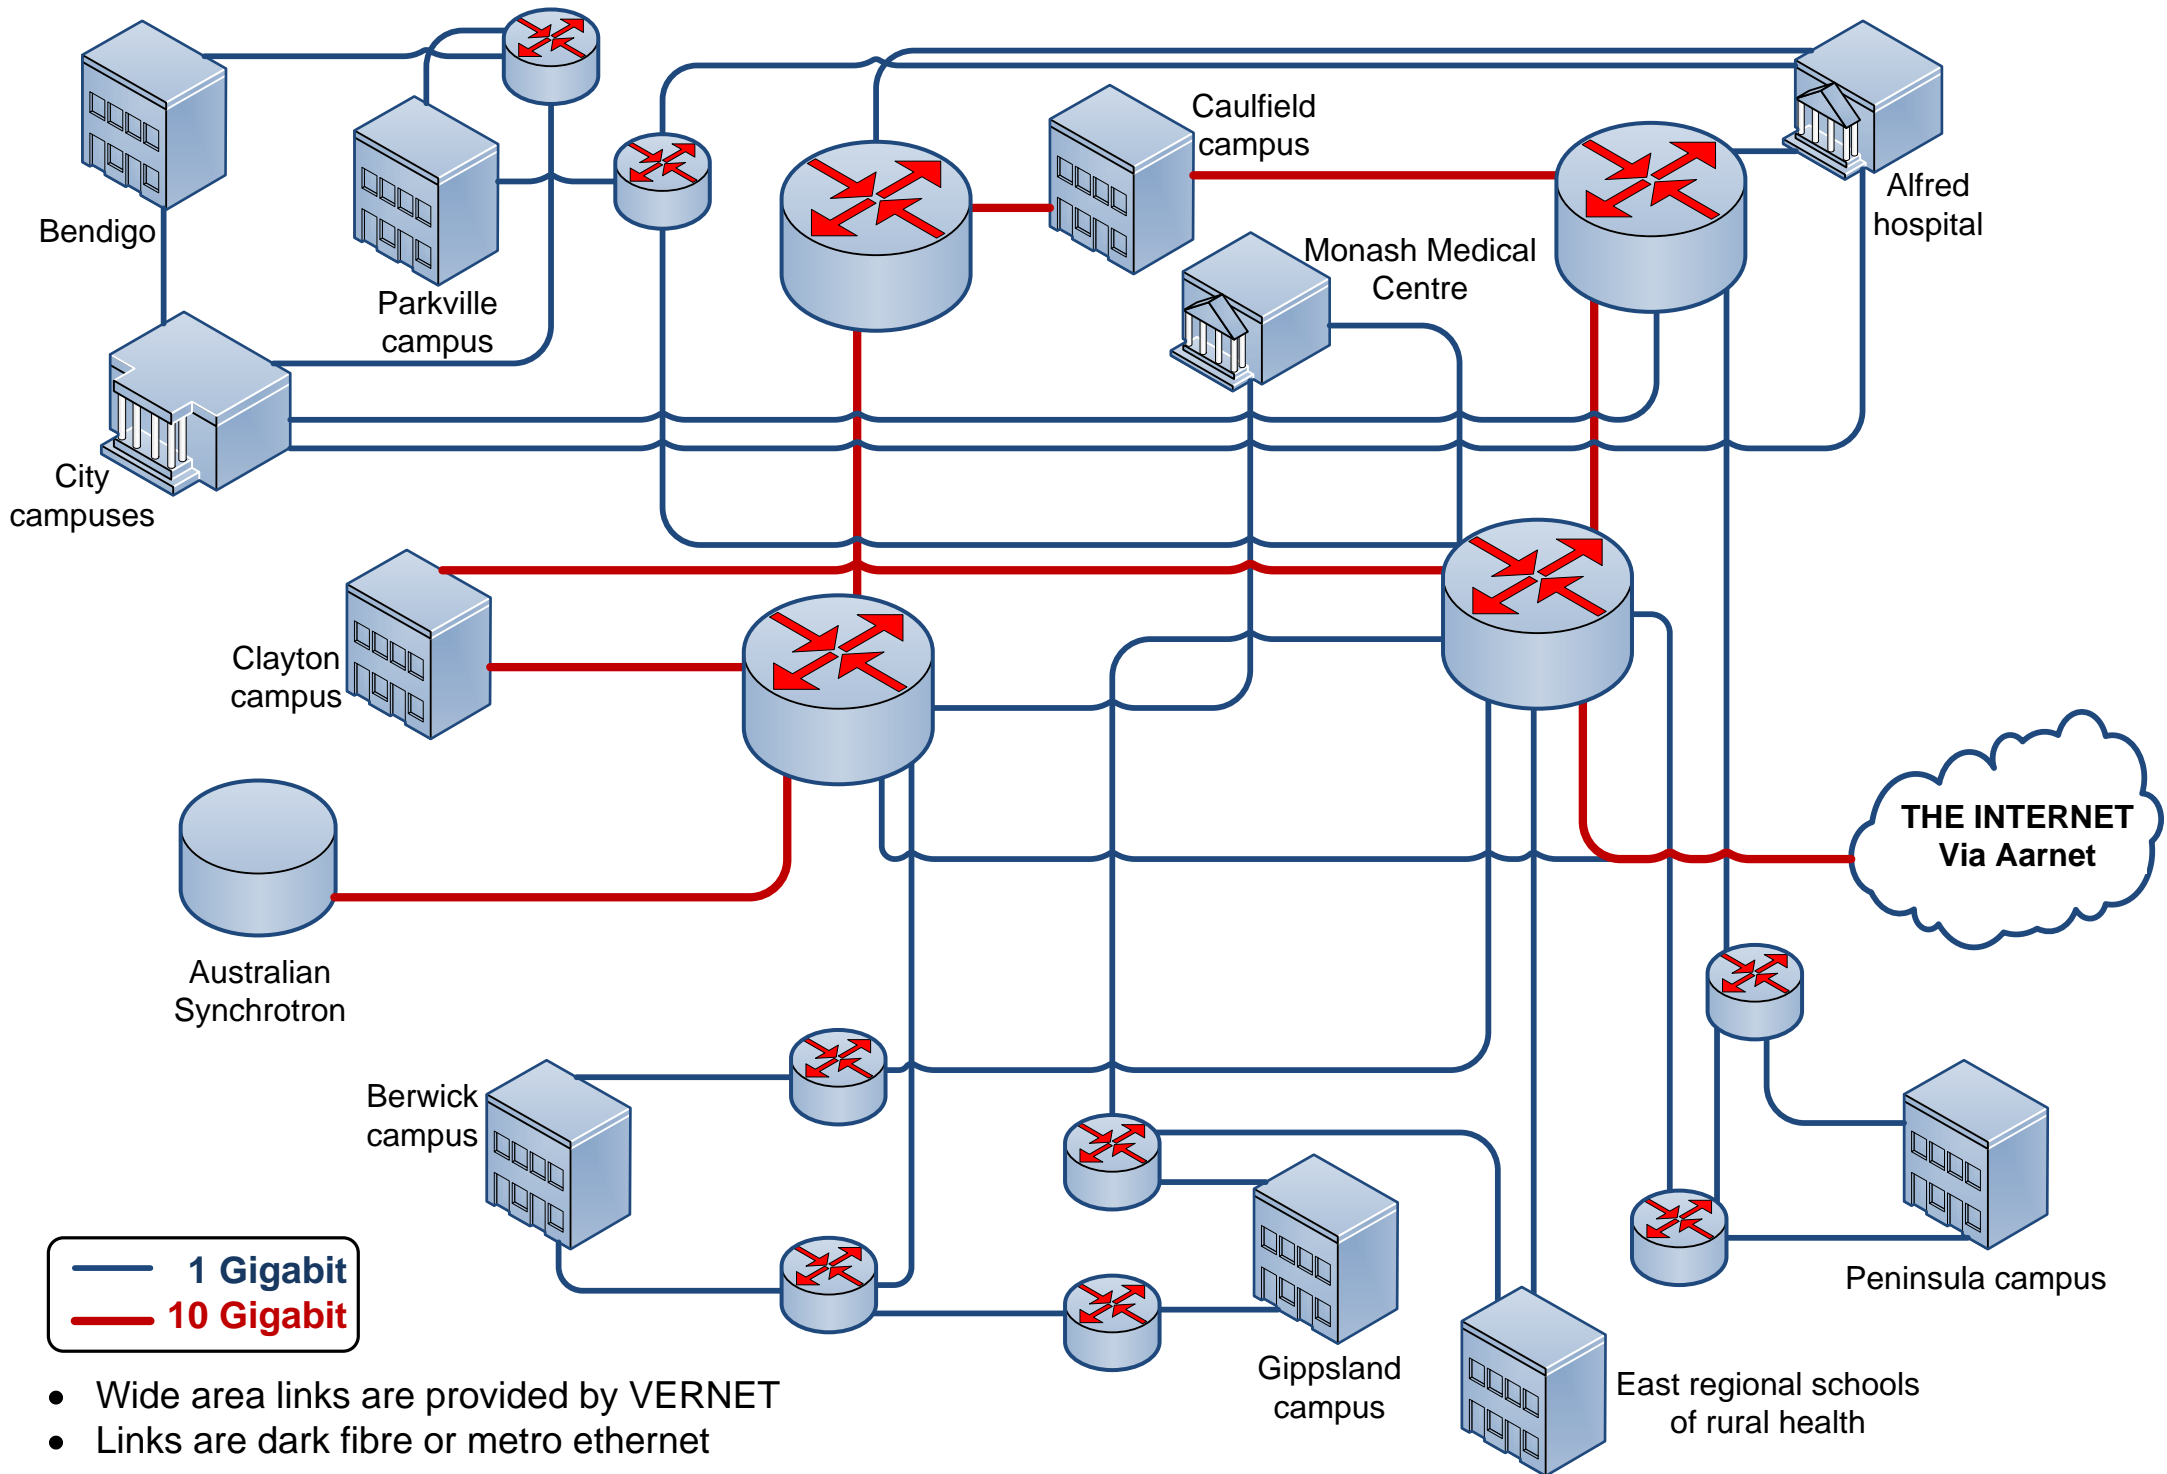 Caulfield
campus
Alfred
hospital
Bendigo
Monash Medical
Centre
Parkville
campus
City
campuses
Clayton
campus
THE INTERNET
Via Aarnet
Australian
Synchrotron
Berwick
campus
1 Gigabit
10 Gigabit
Peninsula campus
Gippsland
campus
East regional schools
of rural health
• Wide area links are provided by VERNET
• Links are dark fibre or metro ethernet